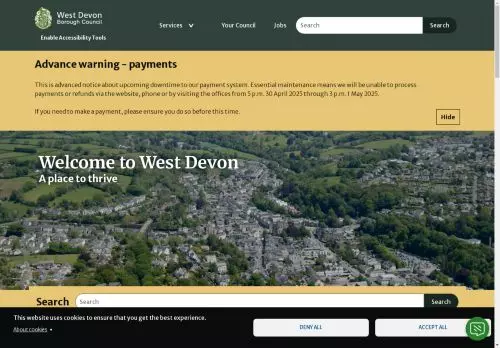 West Devon
Borough Council
Enable Accessibility Tools
Services
Your Council
Jobs
Search
Search
Advance warning - payments
This is advanced notice about upcoming downtime to our payment system. Essential maintenance means we will be unable to process
payments or refunds via the website, phone or by visiting the offices from 5 p.m. 30 April 2025 through 3 p.m. 1 May 2025.
If you need to make a payment, please ensure you do so before this time.
Hide
Welcome to West Devon
A place to thrive
Search
Search
Search
This website uses cookies to ensure that you get the best experience.
About cookies
DENY ALL
ACCEPT ALL